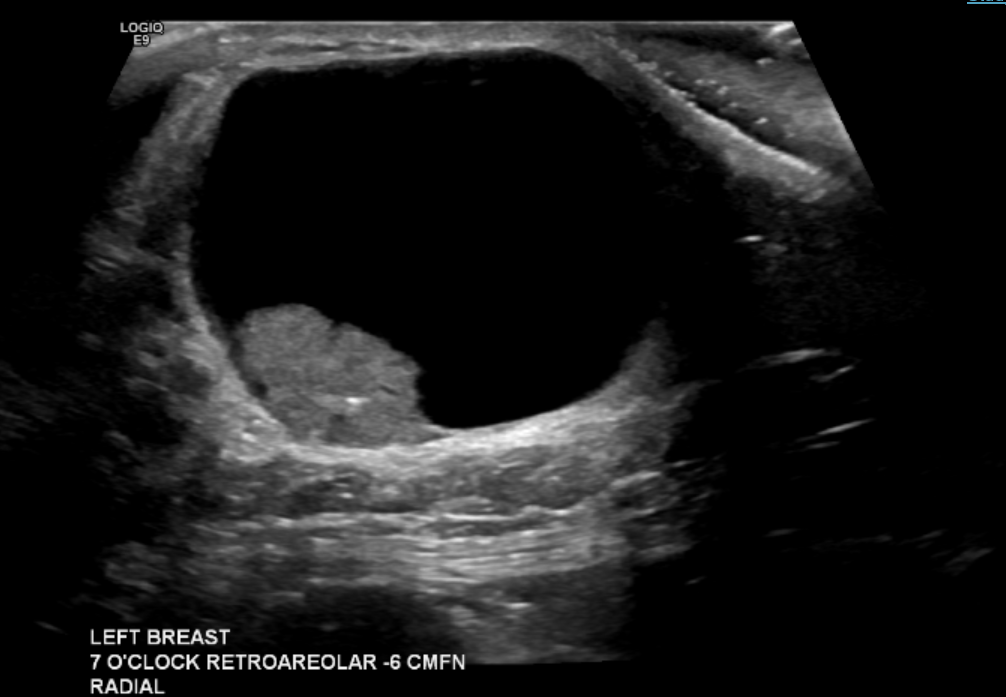 LOGIQ
E9
LEFT BREAST
7 O'CLOCK RETROAREOLAR -6 CMFN
RADIAL